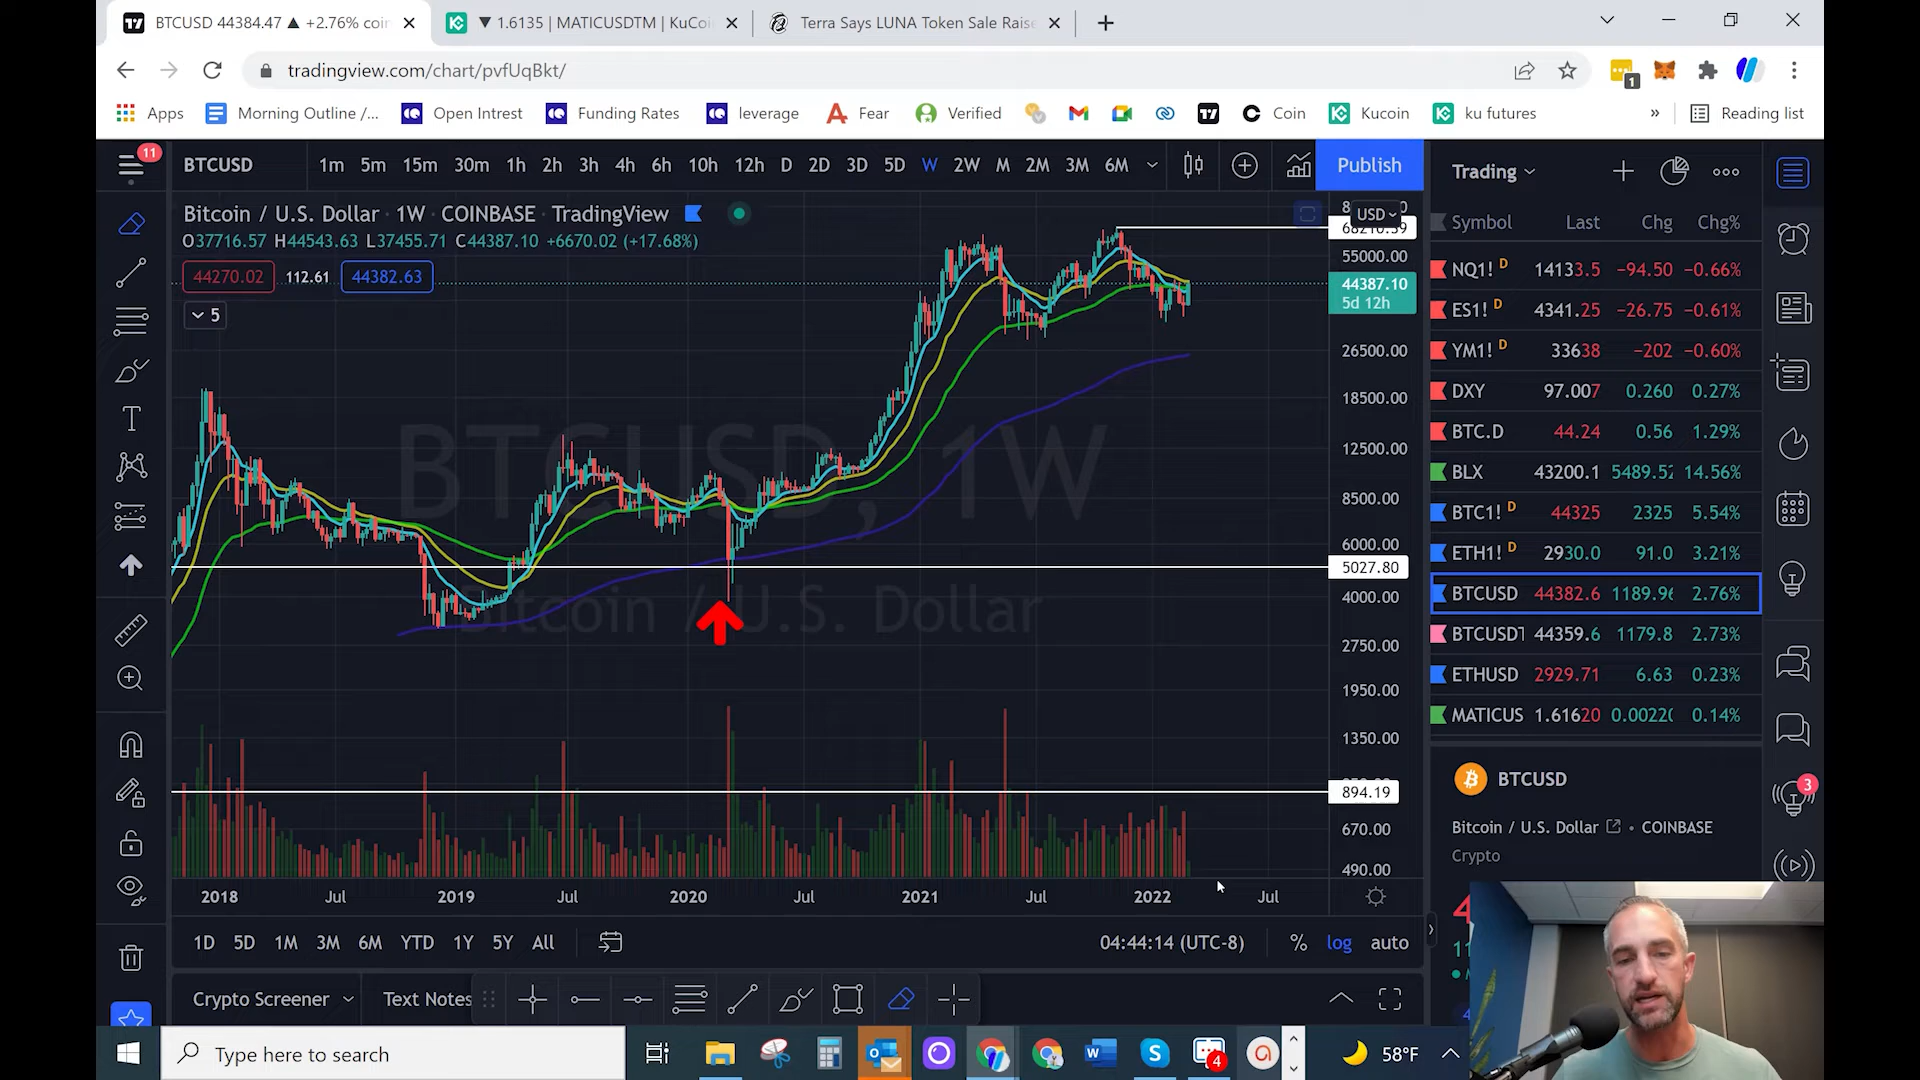 BTCUSD 44384.47 ▲ +2.76% coin
▼ 1.6135 | MATICUSDTM | KuCoi
Terra Says LUNA Token Sale Raise
tradingview.com/chart/pvfUqBkt/
1
Apps
Morning Outline /...
Open Intrest
Funding Rates
leverage
Fear
Verified
Coin
Kucoin
ku futures
»
Reading list
11
BTCUSD
1m 5m 15m 30m 1h 2h 3h 4h 6h 10h 12h D 2D 3D 5D W 2W M 2M 3M 6M
Publish
Trading
Bitcoin / U.S. Dollar · 1W · COINBASE · TradingView
O37716.57 H44543.63 L37455.71 C44387.10 +6670.02 (+17.68%)
44270.02 112.61 44382.63
5
USD
55000.00
44387.10
5d 12h
26500.00
18500.00
12500.00
8500.00
6000.00
5027.80
4000.00
2750.00
1950.00
1350.00
894.19
670.00
490.00
BTCUSD, 1W
Bitcoin / U.S. Dollar
2018 Jul 2019 Jul 2020 Jul 2021 Jul 2022 Jul
Symbol Last Chg Chg%
NQ1! D 14133.5 −94.50 −0.66%
ES1! D 4341.25 −26.75 −0.61%
YM1! D 33638 −202 −0.60%
DXY 97.007 0.260 0.27%
BTC.D 44.24 0.56 1.29%
BLX 43200.1 5489.52 14.56%
BTC1! D 44325 2325 5.54%
ETH1! D 2930.0 91.0 3.21%
BTCUSD 44382.6 1189.96 2.76%
BTCUSDT 44359.6 1179.8 2.73%
ETHUSD 2929.71 6.63 0.23%
MATICUS 1.61620 0.00220 0.14%
BTCUSD
Bitcoin / U.S. Dollar • COINBASE
Crypto
3
1D 5D 1M 3M 6M YTD 1Y 5Y All
04:44:14 (UTC-8) % log auto
Crypto Screener
Text Notes
Type here to search
4
58°F